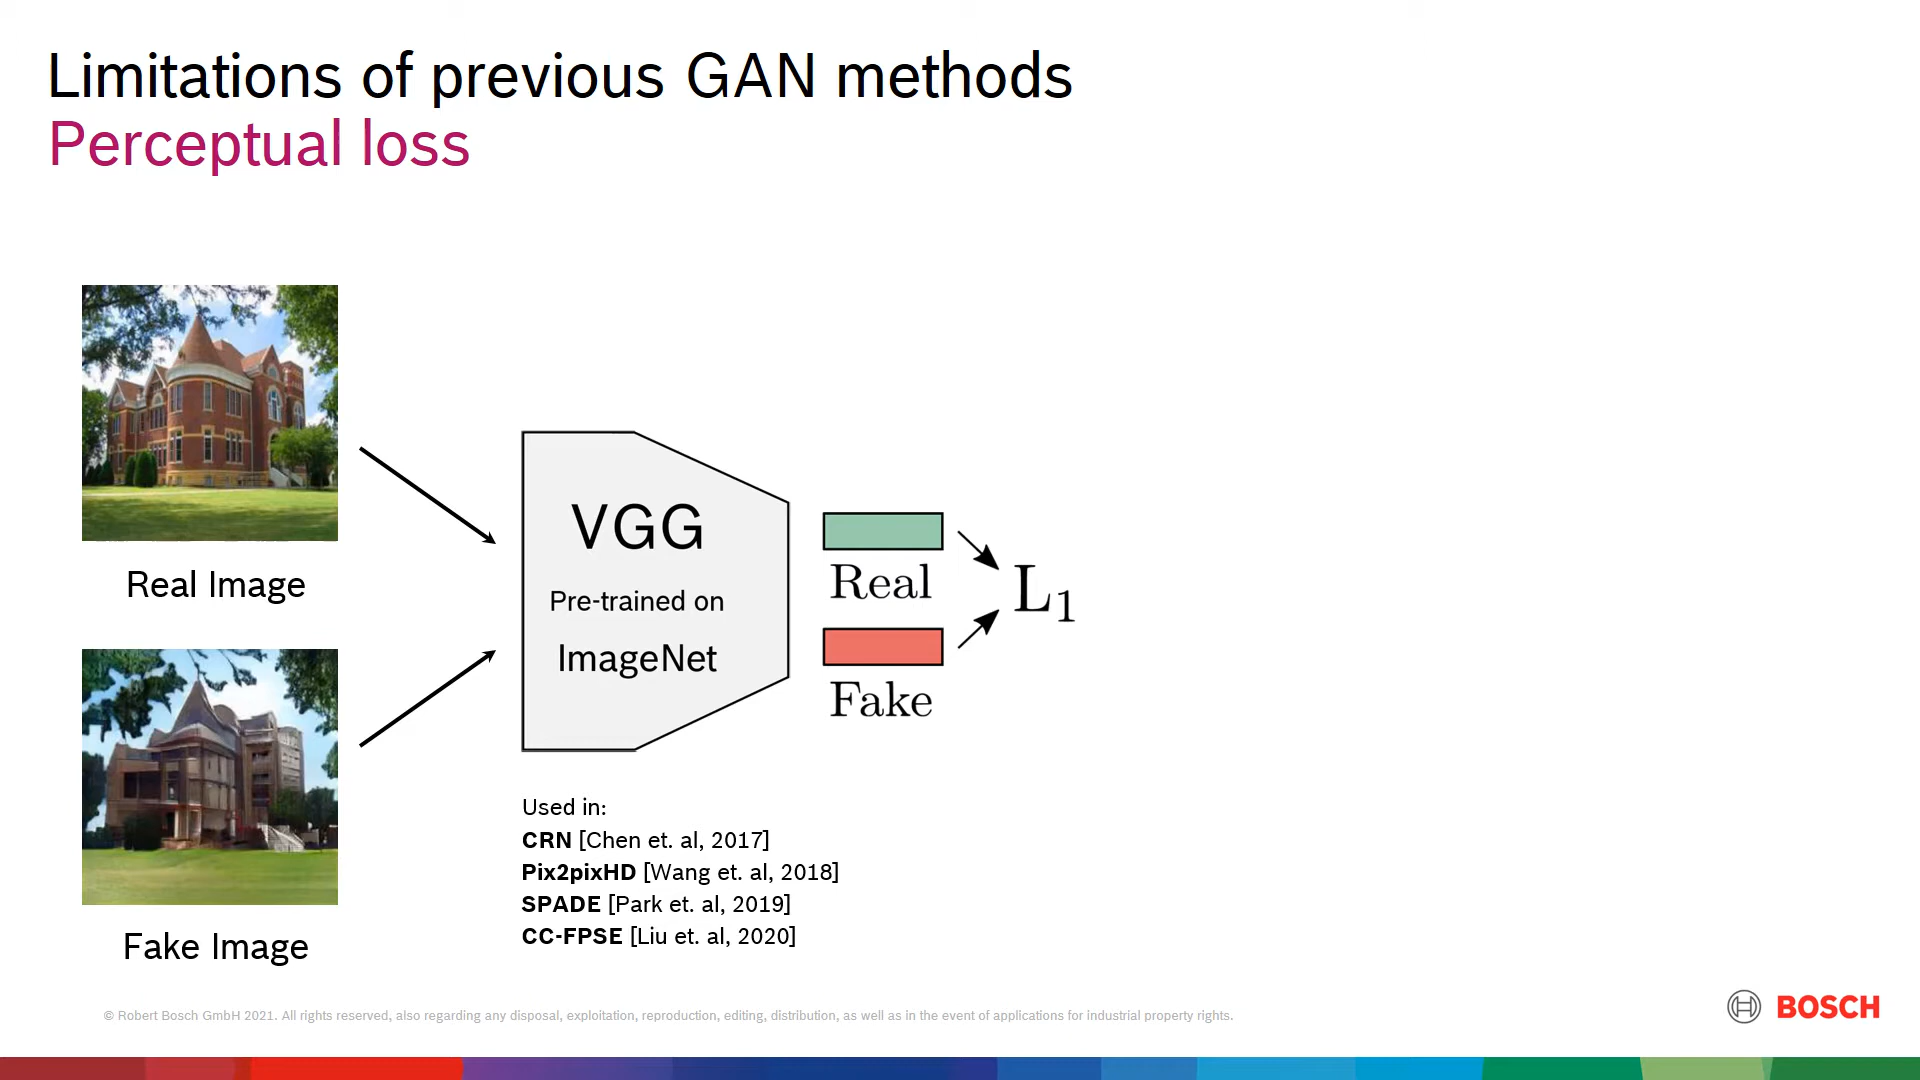 Limitations of previous GAN methods
Perceptual loss
Real Image
Fake Image
VGG
Pre-trained on
ImageNet
Real
Fake
L1
Used in:
CRN [Chen et. al, 2017]
Pix2pixHD [Wang et. al, 2018]
SPADE [Park et. al, 2019]
CC-FPSE [Liu et. al, 2020]
© Robert Bosch GmbH 2021. All rights reserved, also regarding any disposal, exploitation, reproduction, editing, distribution, as well as in the event of applications for industrial property rights.
BOSCH